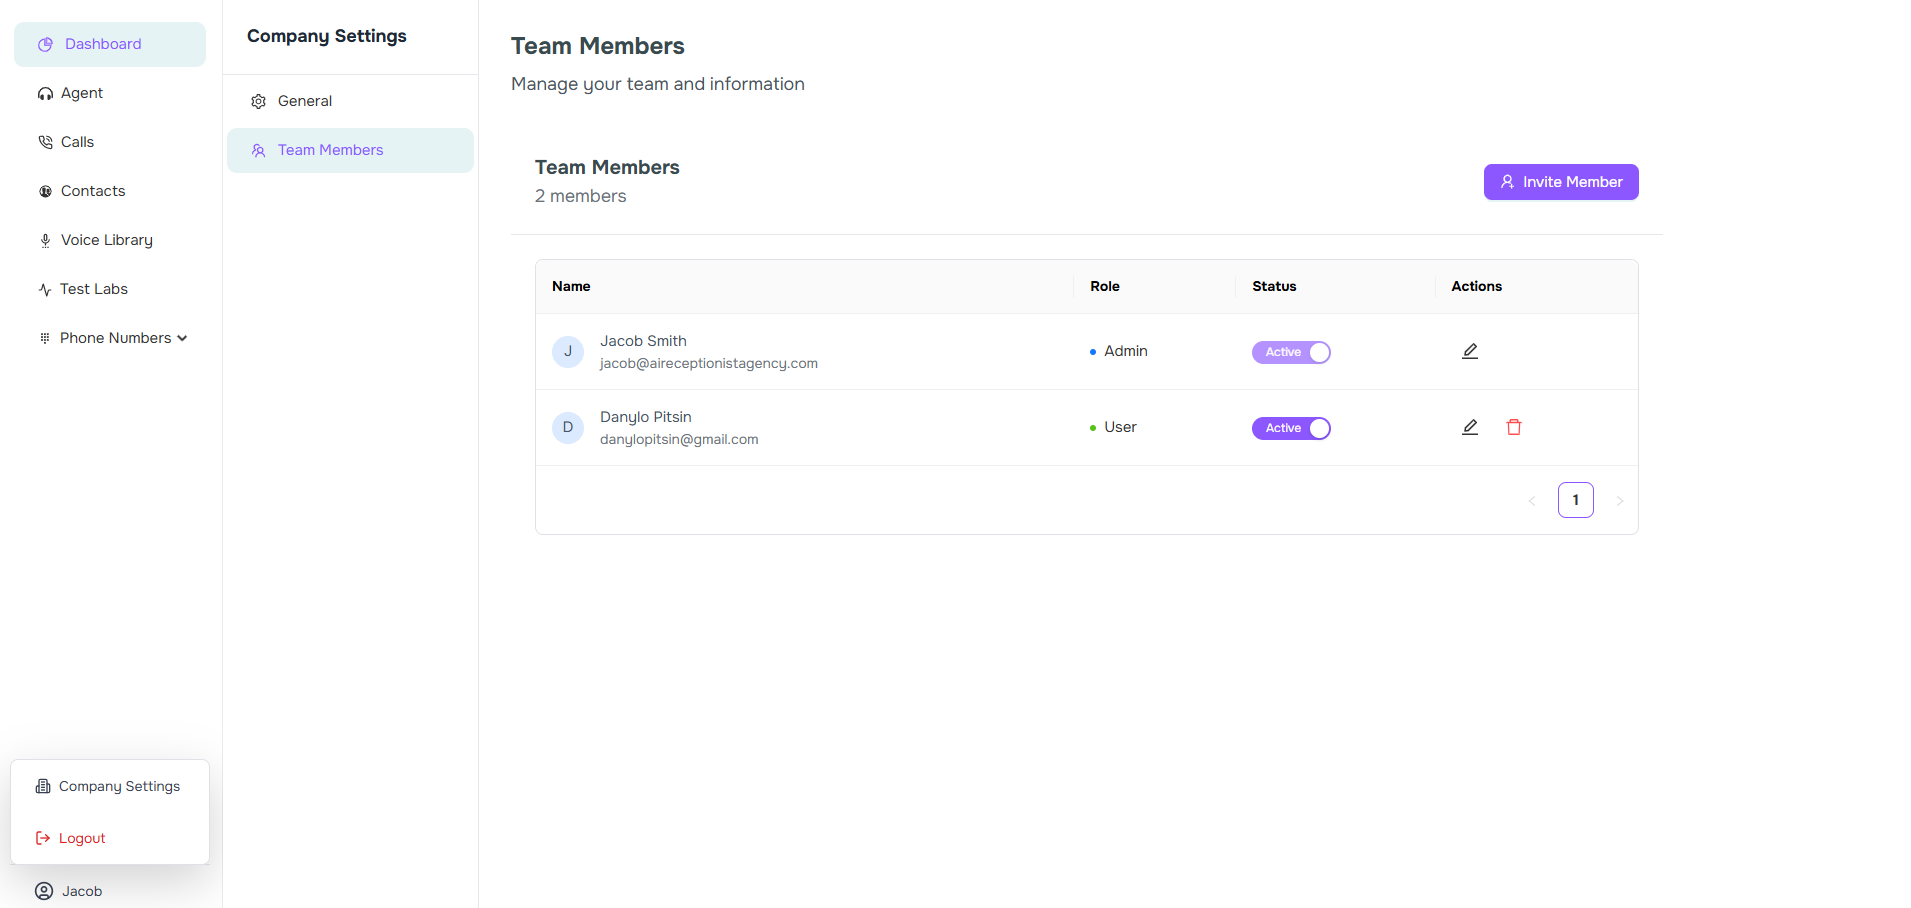 Dashboard
Agent
Calls
Contacts
Voice Library
Test Labs
Phone Numbers
Company Settings
Logout
Jacob
Company Settings
General
Team Members
Team Members
Manage your team and information
Team Members
2 members
Invite Member
Name Role Status Actions
J Jacob Smith Admin Active
jacob@aireceptionistagency.com
D Danylo Pitsin User Active
danylopitsin@gmail.com
< 1 >